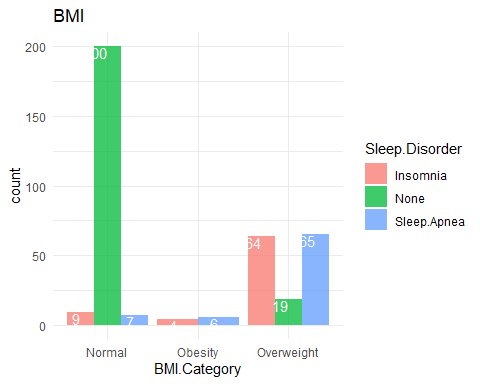 BMI
200
150
100
50
0
count
00
9
7
4
6
64
19
65
Normal
Obesity
Overweight
BMI.Category
Sleep.Disorder
Insomnia
None
Sleep.Apnea